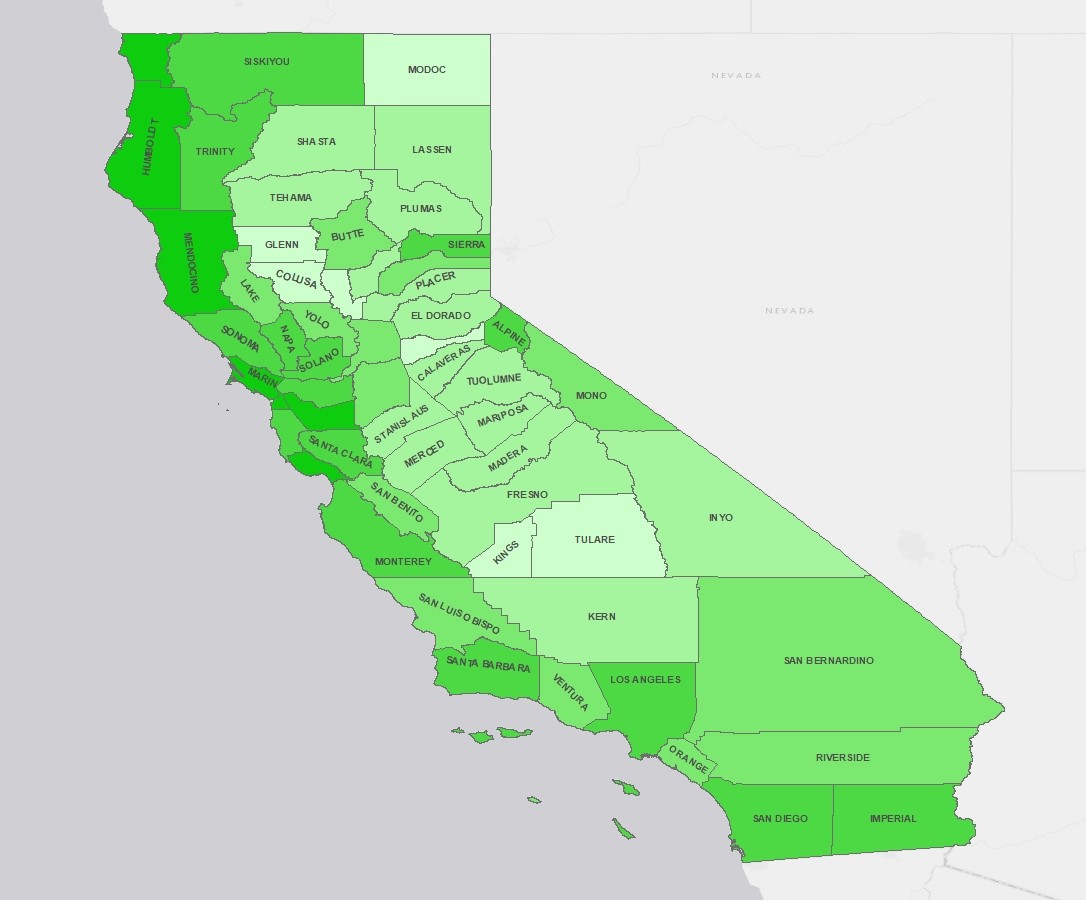 SISKIYOU
MODOC
NEVADA
HUMBOLDT
TRINITY
SHASTA
LASSEN
TEHAMA
PLUMAS
MENDOCINO
GLENN
BUTTE
SIERRA
COLUSA
PLACER
LAKE
YOLO
EL DORADO
NEVADA
SONOMA
NAPA
SOLANO
ALPINE
MARIN
CALAVERAS
TUOLUMNE
MONO
STANISLAUS
MARIPOSA
SANTA CLARA
MERCED
MADERA
SAN BENITO
FRESNO
INYO
MONTEREY
KINGS
TULARE
SAN LUIS O BISPO
KERN
SANTA BARBARA
VENTURA
LOS ANGELES
SAN BERNARDINO
ORANGE
RIVERSIDE
SAN DIEGO
IMPERIAL